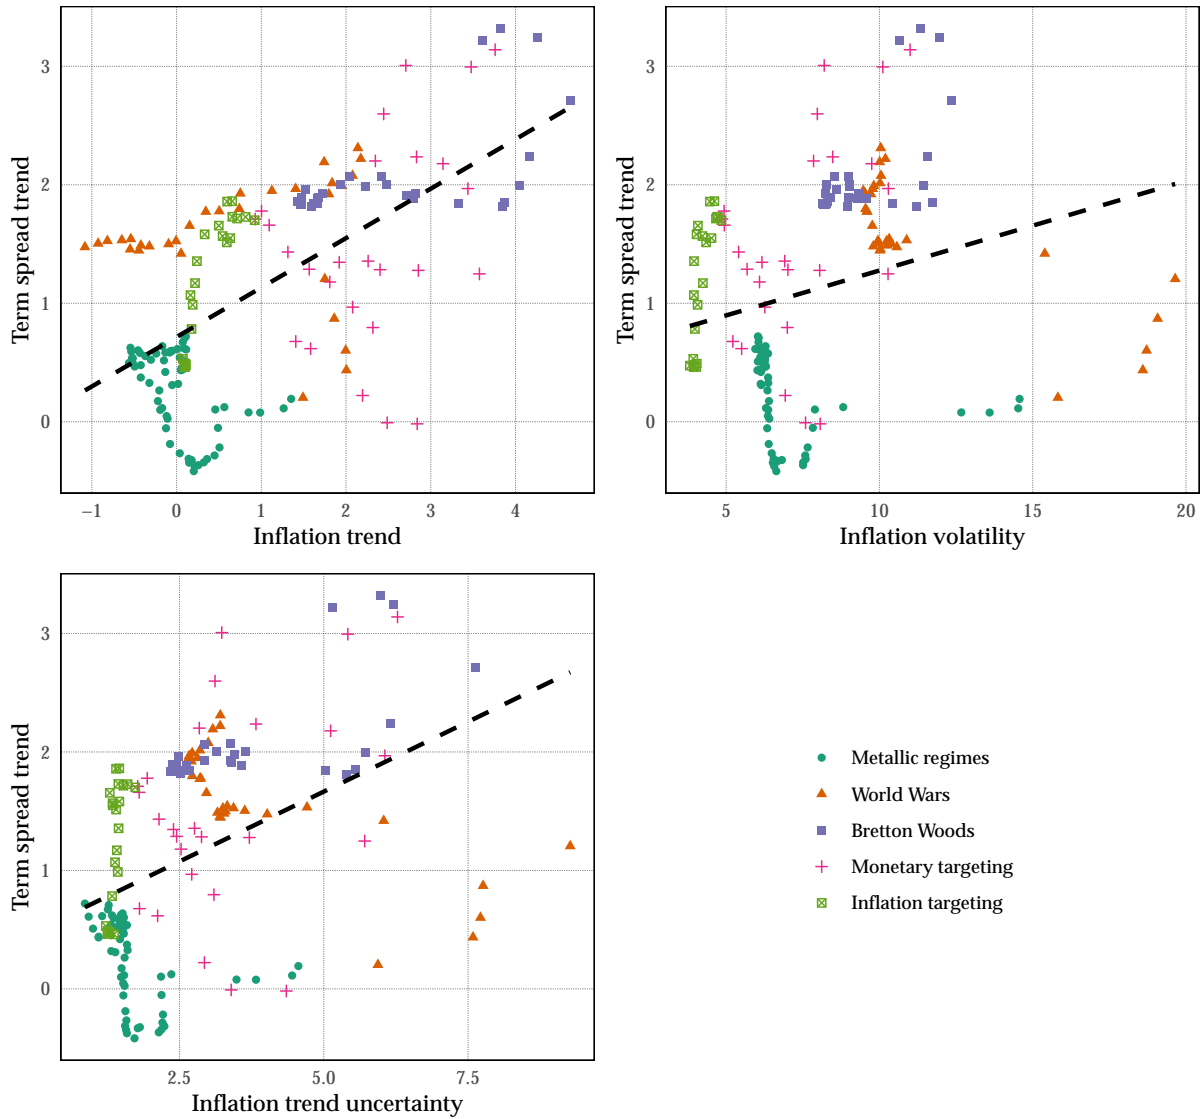 3
2
1
0
Term spread trend
−1
0
1
2
3
4
Inflation trend
3
2
1
0
Term spread trend
5
10
15
20
Inflation volatility
3
2
1
0
Term spread trend
2.5
5.0
7.5
Inflation trend uncertainty
Metallic regimes
World Wars
Bretton Woods
Monetary targeting
Inflation targeting